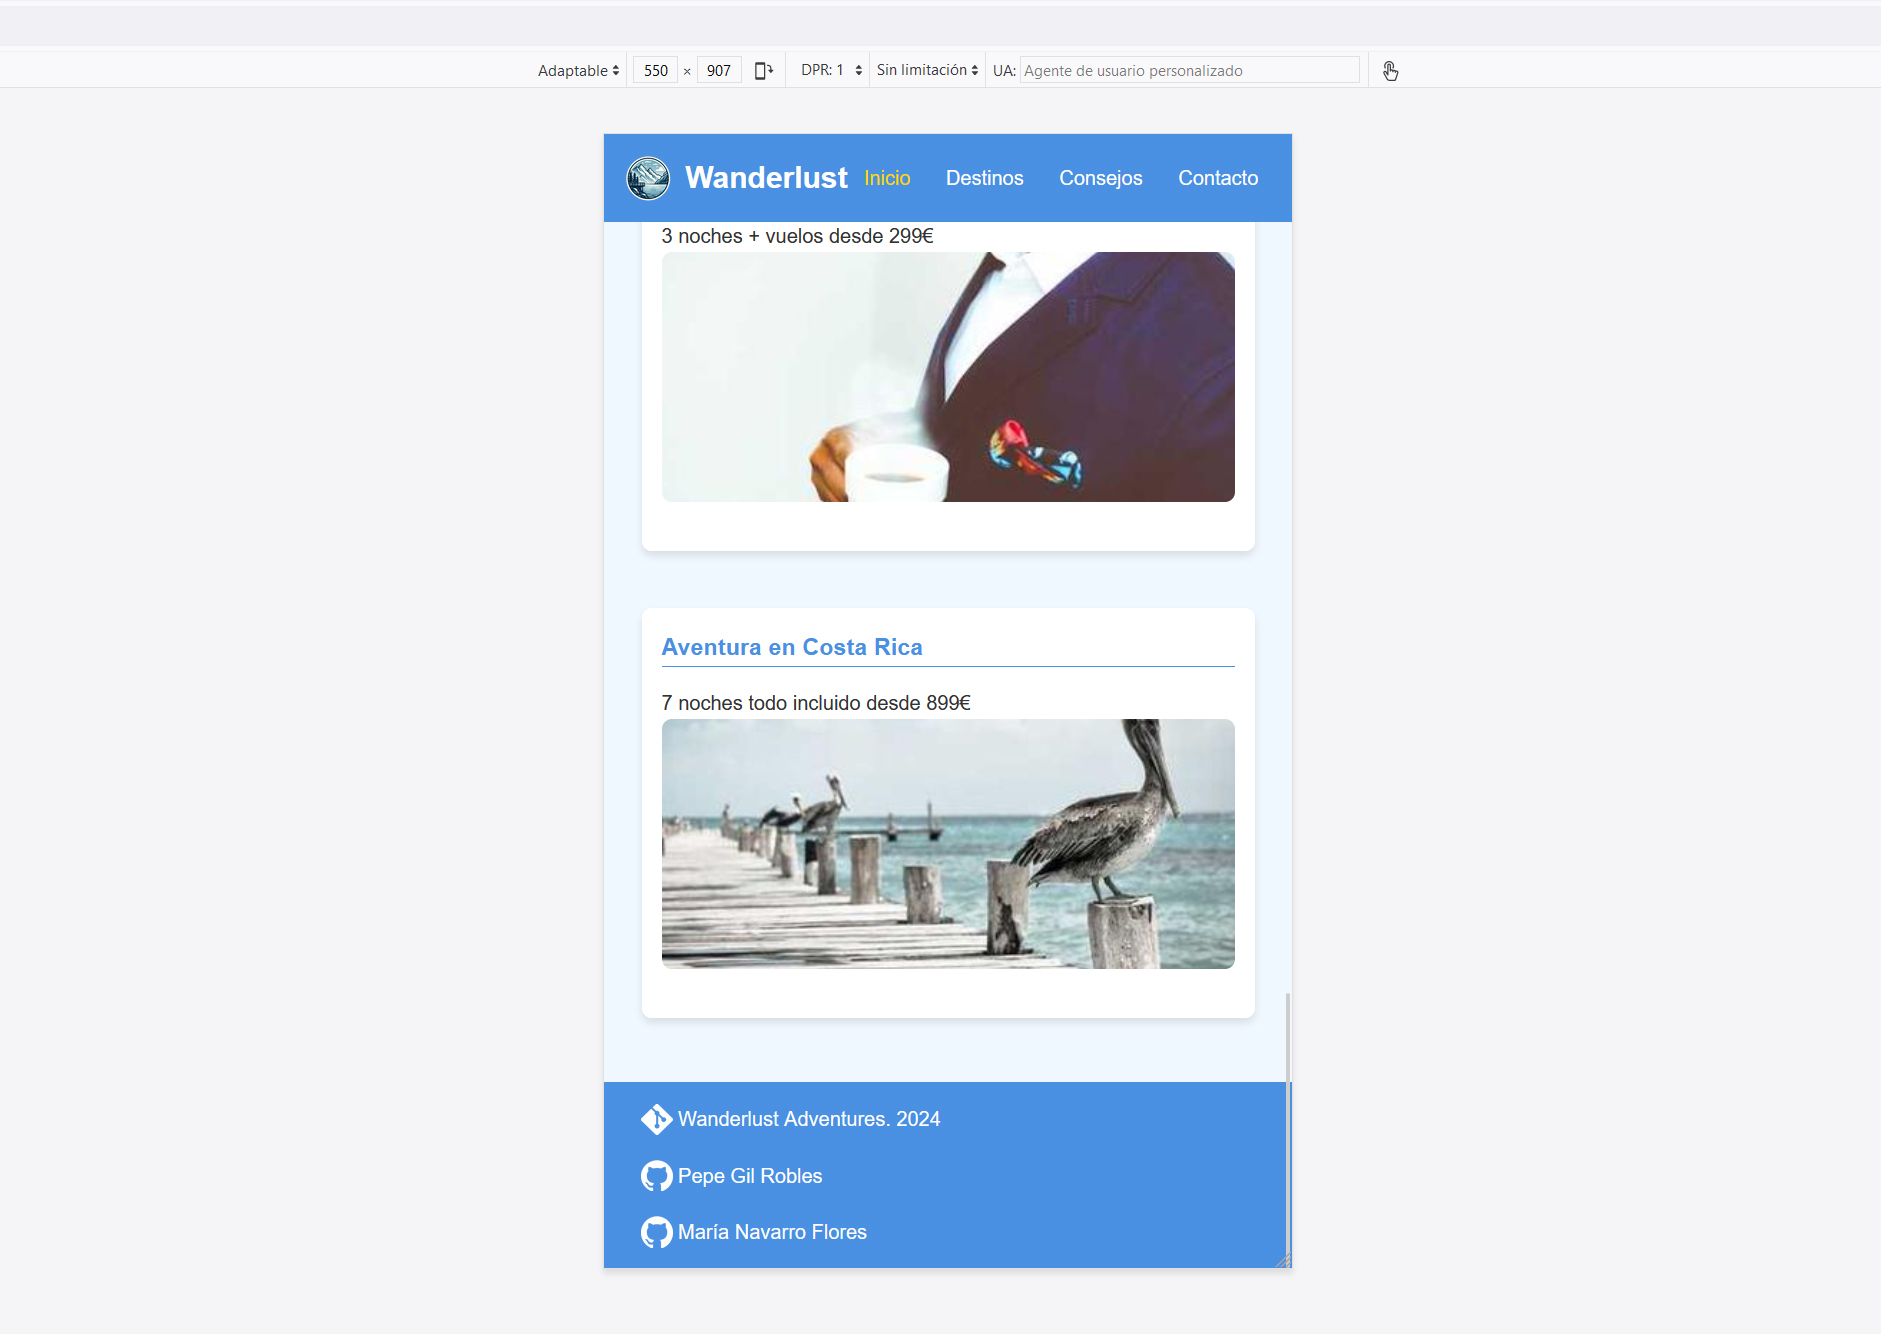 Adaptable 550 × 907 DPR: 1 Sin limitación UA: Agente de usuario personalizado
Wanderlust Inicio Destinos Consejos Contacto
3 noches + vuelos desde 299€
Aventura en Costa Rica
7 noches todo incluido desde 899€
Wanderlust Adventures. 2024
Pepe Gil Robles
María Navarro Flores